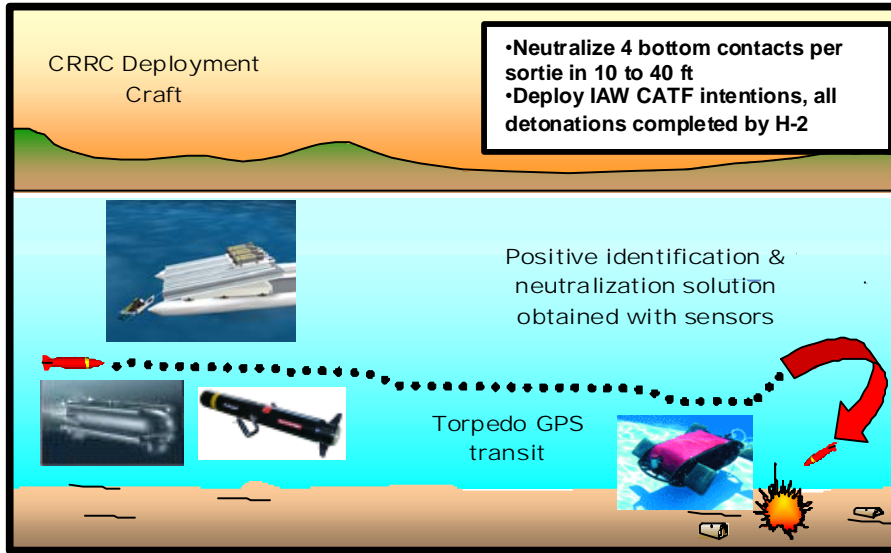 CRRC Deployment
Craft
•Neutralize 4 bottom contacts per
sortie in 10 to 40 ft
•Deploy IAW CATF intentions, all
detonations completed by H-2
Positive identification &
neutralization solution
obtained with sensors
Torpedo GPS
transit